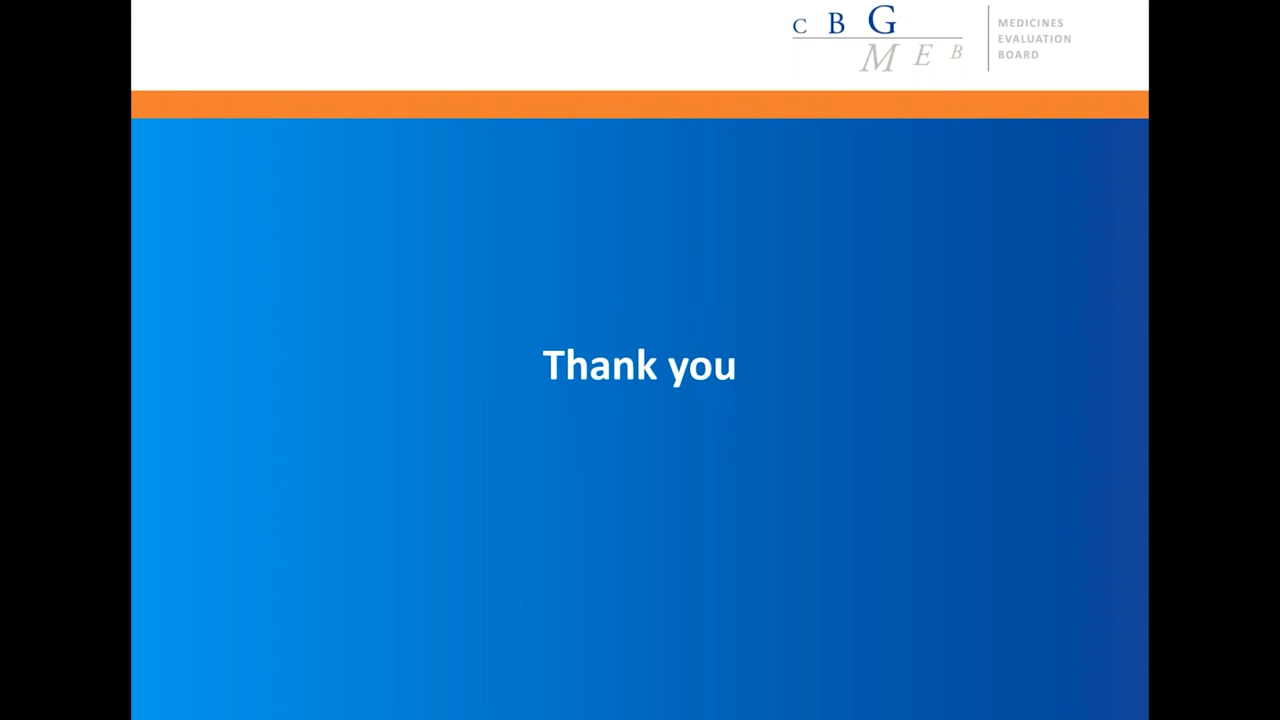 C B G
M E B
MEDICINES
EVALUATION
BOARD
Thank you